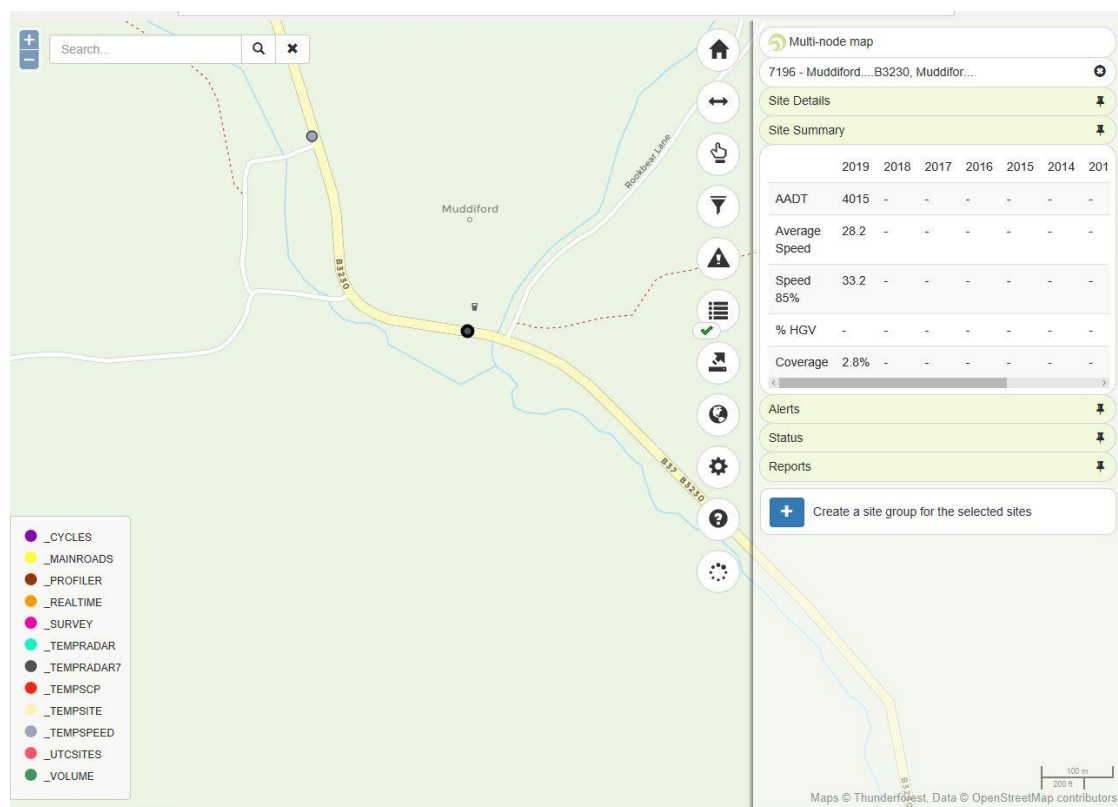 +
−
Search...
Multi-node map
7196 - Muddiford....B3230, Muddifor...
Site Details
Site Summary
2019 2018 2017 2016 2015 2014 201
AADT 4015 - - - - - -
Average Speed 28.2 - - - - - -
Speed 85% 33.2 - - - - - -
% HGV - - - - - - -
Coverage 2.8% - - - - - -
Alerts
Status
Reports
+ Create a site group for the selected sites
Rookbear Lane
Muddiford
B3230
B32 B3230
B3230
_CYCLES
_MAINROADS
_PROFILER
_REALTIME
_SURVEY
_TEMPRADAR
_TEMPRADAR7
_TEMPSCP
_TEMPSITE
_TEMPSPEED
_UTCSITES
_VOLUME
100 m
200 ft
Maps © Thunderforest, Data © OpenStreetMap contributors